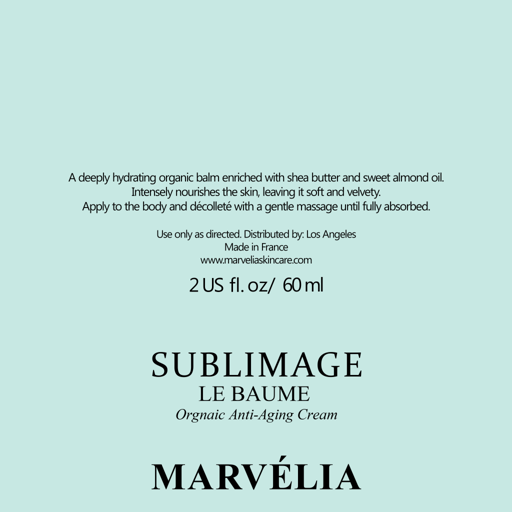 A deeply hydrating organic balm enriched with shea butter and sweet almond oil.
Intensely nourishes the skin, leaving it soft and velvety.
Apply to the body and décolleté with a gentle massage until fully absorbed.
Use only as directed. Distributed by: Los Angeles
Made in France
www.marveliaskincare.com
2 US fl. oz/ 60 ml
SUBLIMAGE
LE BAUME
Orgnaic Anti-Aging Cream
MARVÉLIA